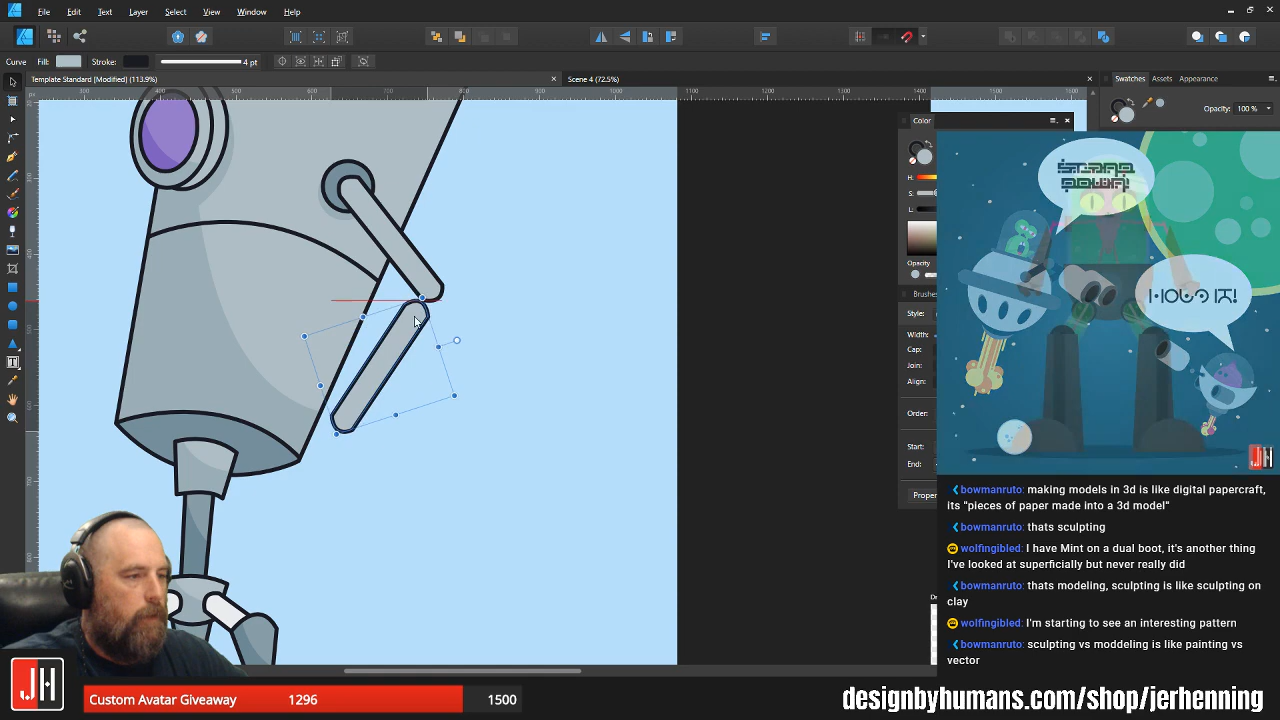 File Edit Text Layer Select View Window Help
Curve Fill: Stroke: 4 pt
Template Standard [Modified] (113.9%) × Scene 4 (72.5%) ×
Swatches Assets Appearance
Opacity: 100 %
Color
H:
S:
L:
Opacity
Brushes
Style:
Width:
Cap:
Join:
Align:
Order:
Start:
End:
Proper
bowmanruto: making models in 3d is like digital papercraft,
its "pieces of paper made into a 3d model"
bowmanruto: thats sculpting
wolfingibled: I have Mint on a dual boot, it's another thing
I've looked at superficially but never really did
bowmanruto: thats modeling, sculpting is like sculpting on
clay
wolfingibled: I'm starting to see an interesting pattern
bowmanruto: sculpting vs moddeling is like painting vs
vector
JH
Custom Avatar Giveaway 1296 1500
designbyhumans.com/shop/jerhenning